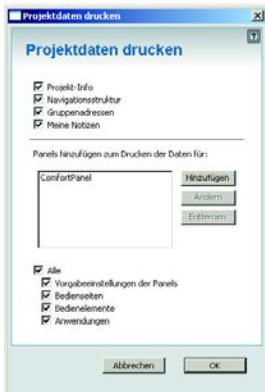 Projektdaten drucken
Projektdaten drucken
Projekt-Info
Navigationsstruktur
Gruppenadressen
Meine Notizen
Panels hinzufügen zum Drucken der Daten für:
ComfortPanel
Hinzufügen
Ändern
Entfernen
Alle
Vorgabeeinstellungen der Panels
Bedienseiten
Bedienelemente
Anwendungen
Abbrechen
OK